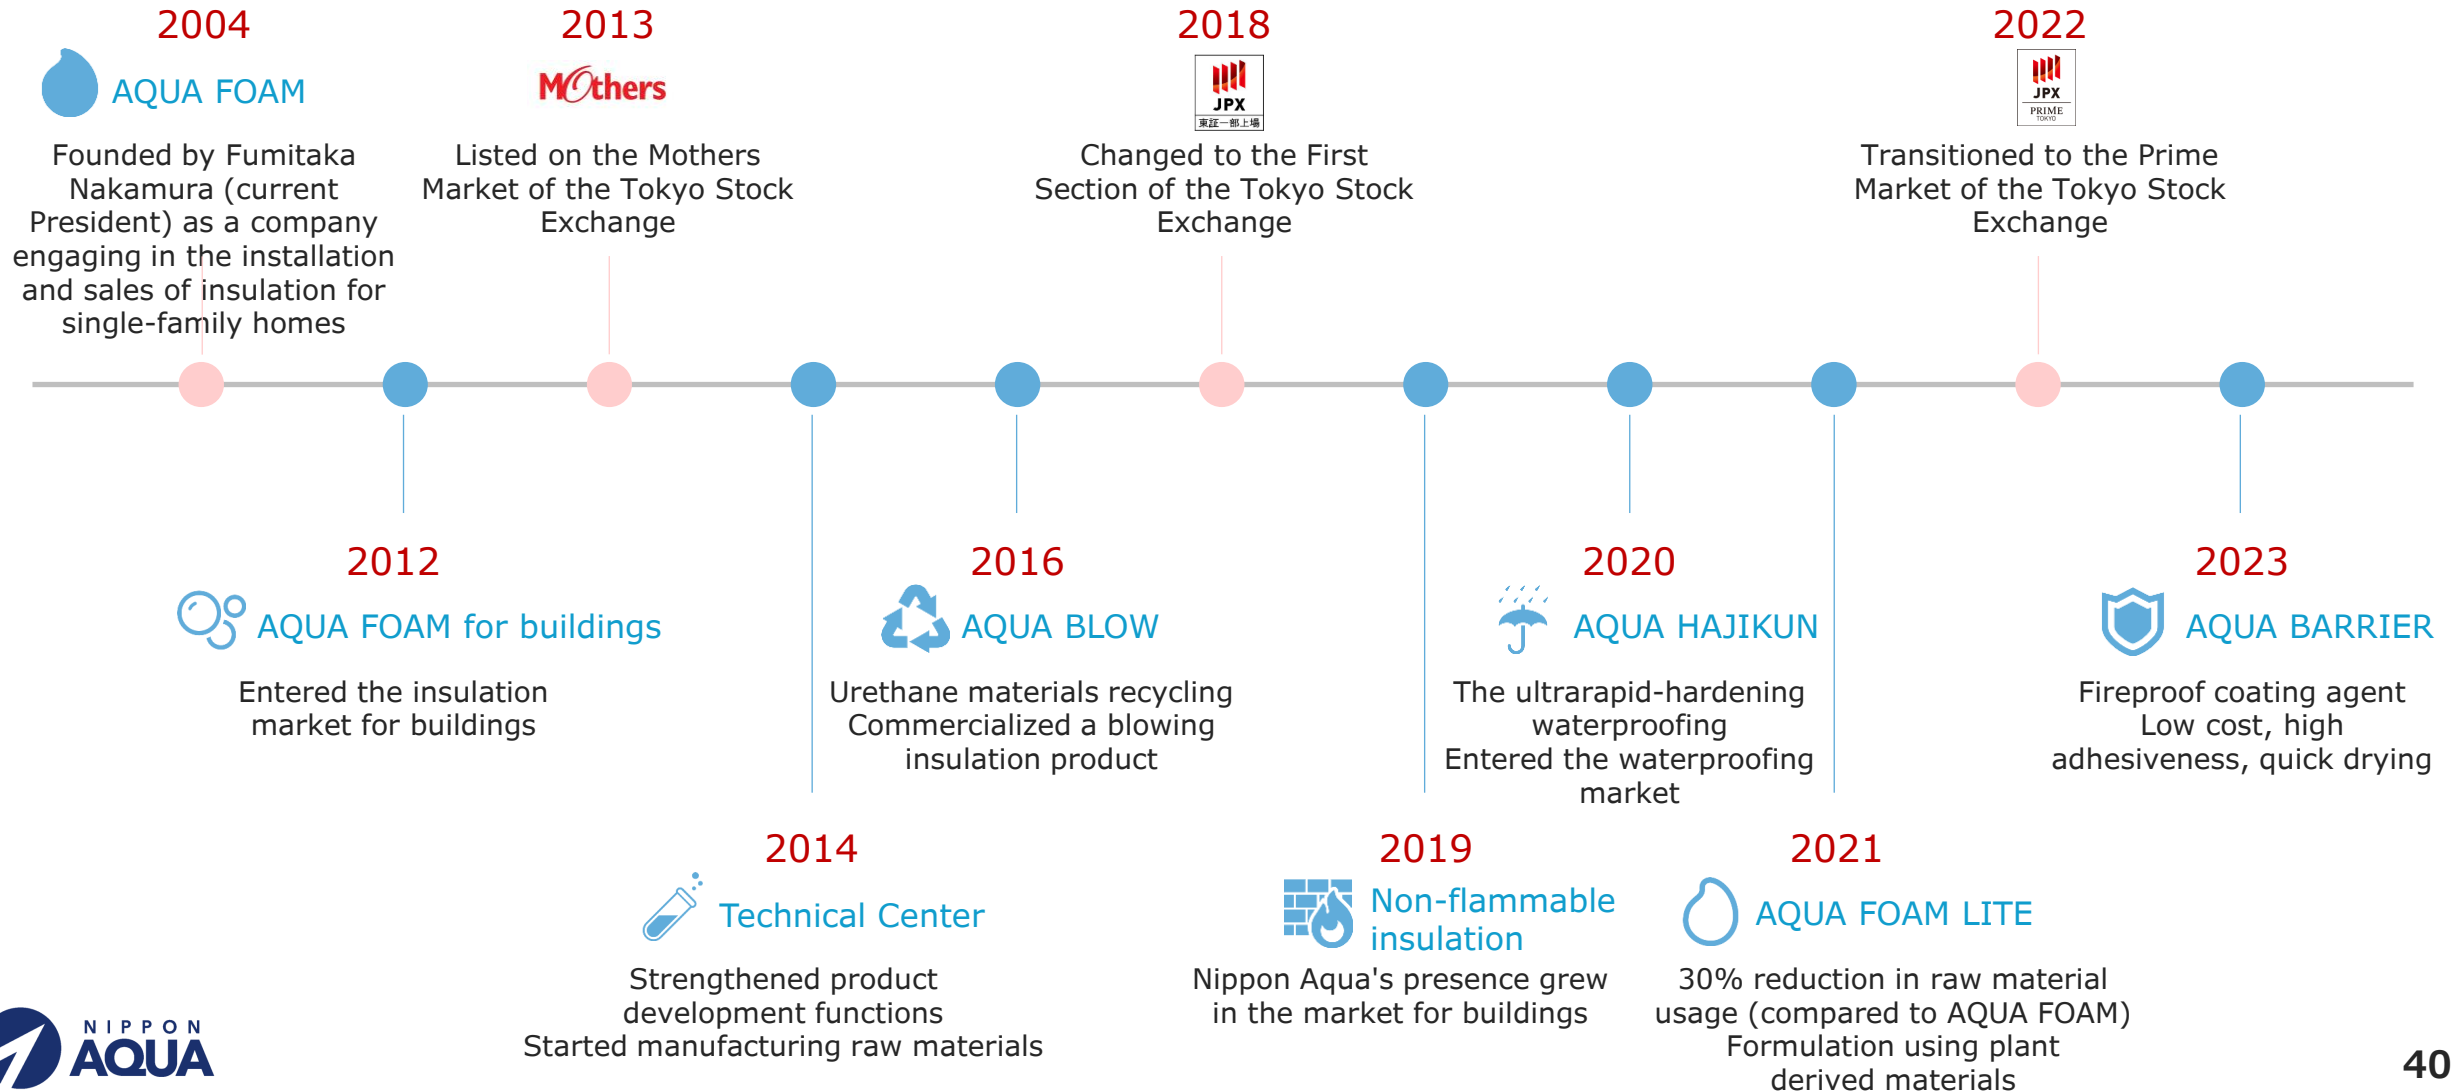 2004
AQUA FOAM
Founded by Fumitaka
Nakamura (current
President) as a company
engaging in the installation
and sales of insulation for
single-family homes
2013
Mothers
Listed on the Mothers
Market of the Tokyo Stock
Exchange
2018
JPX
東証一部上場
Changed to the First
Section of the Tokyo Stock
Exchange
2022
JPX
PRIME
TOKYO
Transitioned to the Prime
Market of the Tokyo Stock
Exchange
2012
AQUA FOAM for buildings
Entered the insulation
market for buildings
2016
AQUA BLOW
Urethane materials recycling
Commercialized a blowing
insulation product
2020
AQUA HAJIKUN
The ultrarapid-hardening
waterproofing
Entered the waterproofing
market
2023
AQUA BARRIER
Fireproof coating agent
Low cost, high
adhesiveness, quick drying
2014
Technical Center
Strengthened product
development functions
Started manufacturing raw materials
2019
Non-flammable
insulation
Nippon Aqua's presence grew
in the market for buildings
2021
AQUA FOAM LITE
30% reduction in raw material
usage (compared to AQUA FOAM)
Formulation using plant
derived materials
NIPPON
AQUA
40